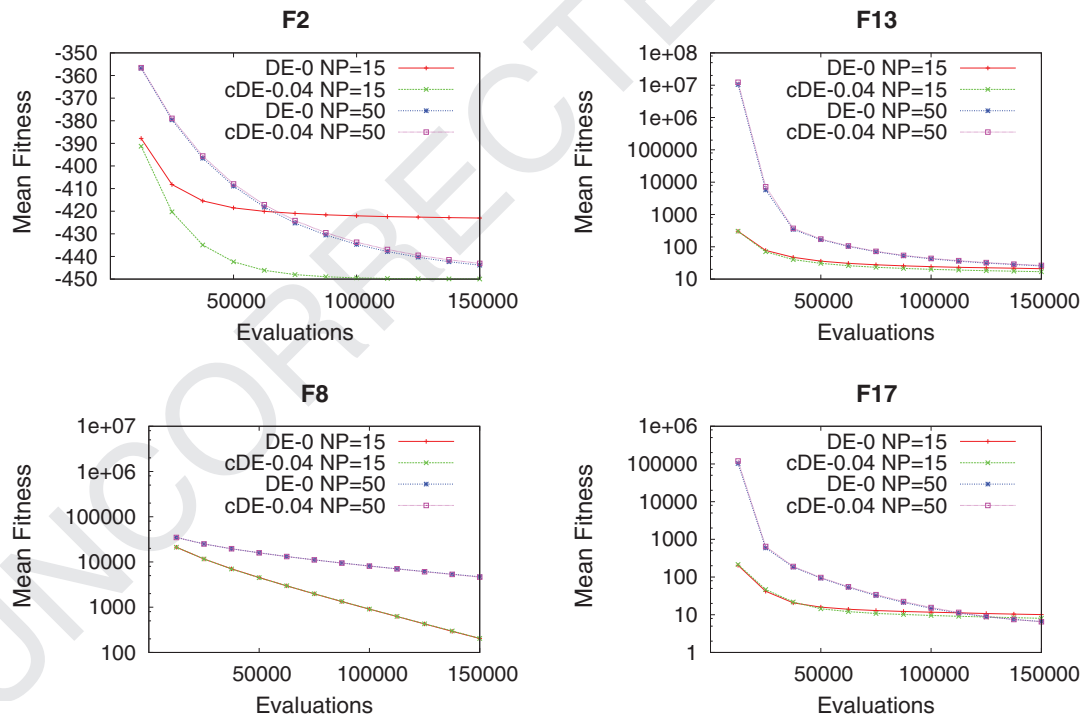 F2
-350
-360
-370
-380
-390
-400
-410
-420
-430
-440
-450
50000
100000
150000
Mean Fitness
Evaluations
DE-0 NP=15
cDE-0.04 NP=15
DE-0 NP=50
cDE-0.04 NP=50
F13
1e+08
1e+07
1e+06
100000
10000
1000
100
10
50000
100000
150000
Mean Fitness
Evaluations
DE-0 NP=15
cDE-0.04 NP=15
DE-0 NP=50
cDE-0.04 NP=50
F8
1e+07
1e+06
100000
10000
1000
100
50000
100000
150000
Mean Fitness
Evaluations
DE-0 NP=15
cDE-0.04 NP=15
DE-0 NP=50
cDE-0.04 NP=50
F17
1e+06
100000
10000
1000
100
10
1
50000
100000
150000
Mean Fitness
Evaluations
DE-0 NP=15
cDE-0.04 NP=15
DE-0 NP=50
cDE-0.04 NP=50
UNCORRECTE